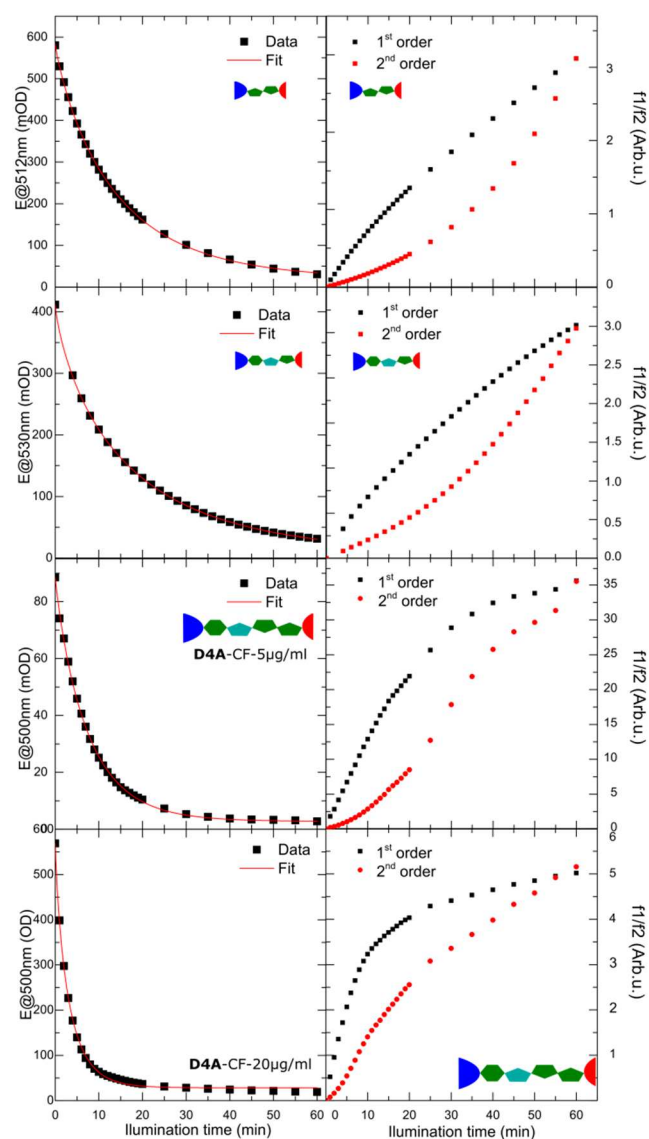 600
500
400
300
200
100
0
E@512nm (mOD)
Data
Fit
1st order
2nd order
3
2
1
0
f1/f2 (Arb.u.)
400
300
200
100
0
E@530nm (mOD)
Data
Fit
1st order
2nd order
3.0
2.5
2.0
1.5
1.0
0.5
0.0
f1/f2 (Arb.u.)
80
60
40
20
E@500nm (mOD)
Data
Fit
D4A-CF-5µg/ml
1st order
2nd order
35
30
25
20
15
10
5
0
f1/f2 (Arb.u.)
600
500
400
300
200
100
0
E@500nm (OD)
Data
Fit
D4A-CF-20µg/ml
1st order
2nd order
5
4
3
2
1
f1/f2 (Arb.u.)
0 10 20 30 40 50 60
0 10 20 30 40 50 60
Ilumination time (min)
Ilumination time (min)